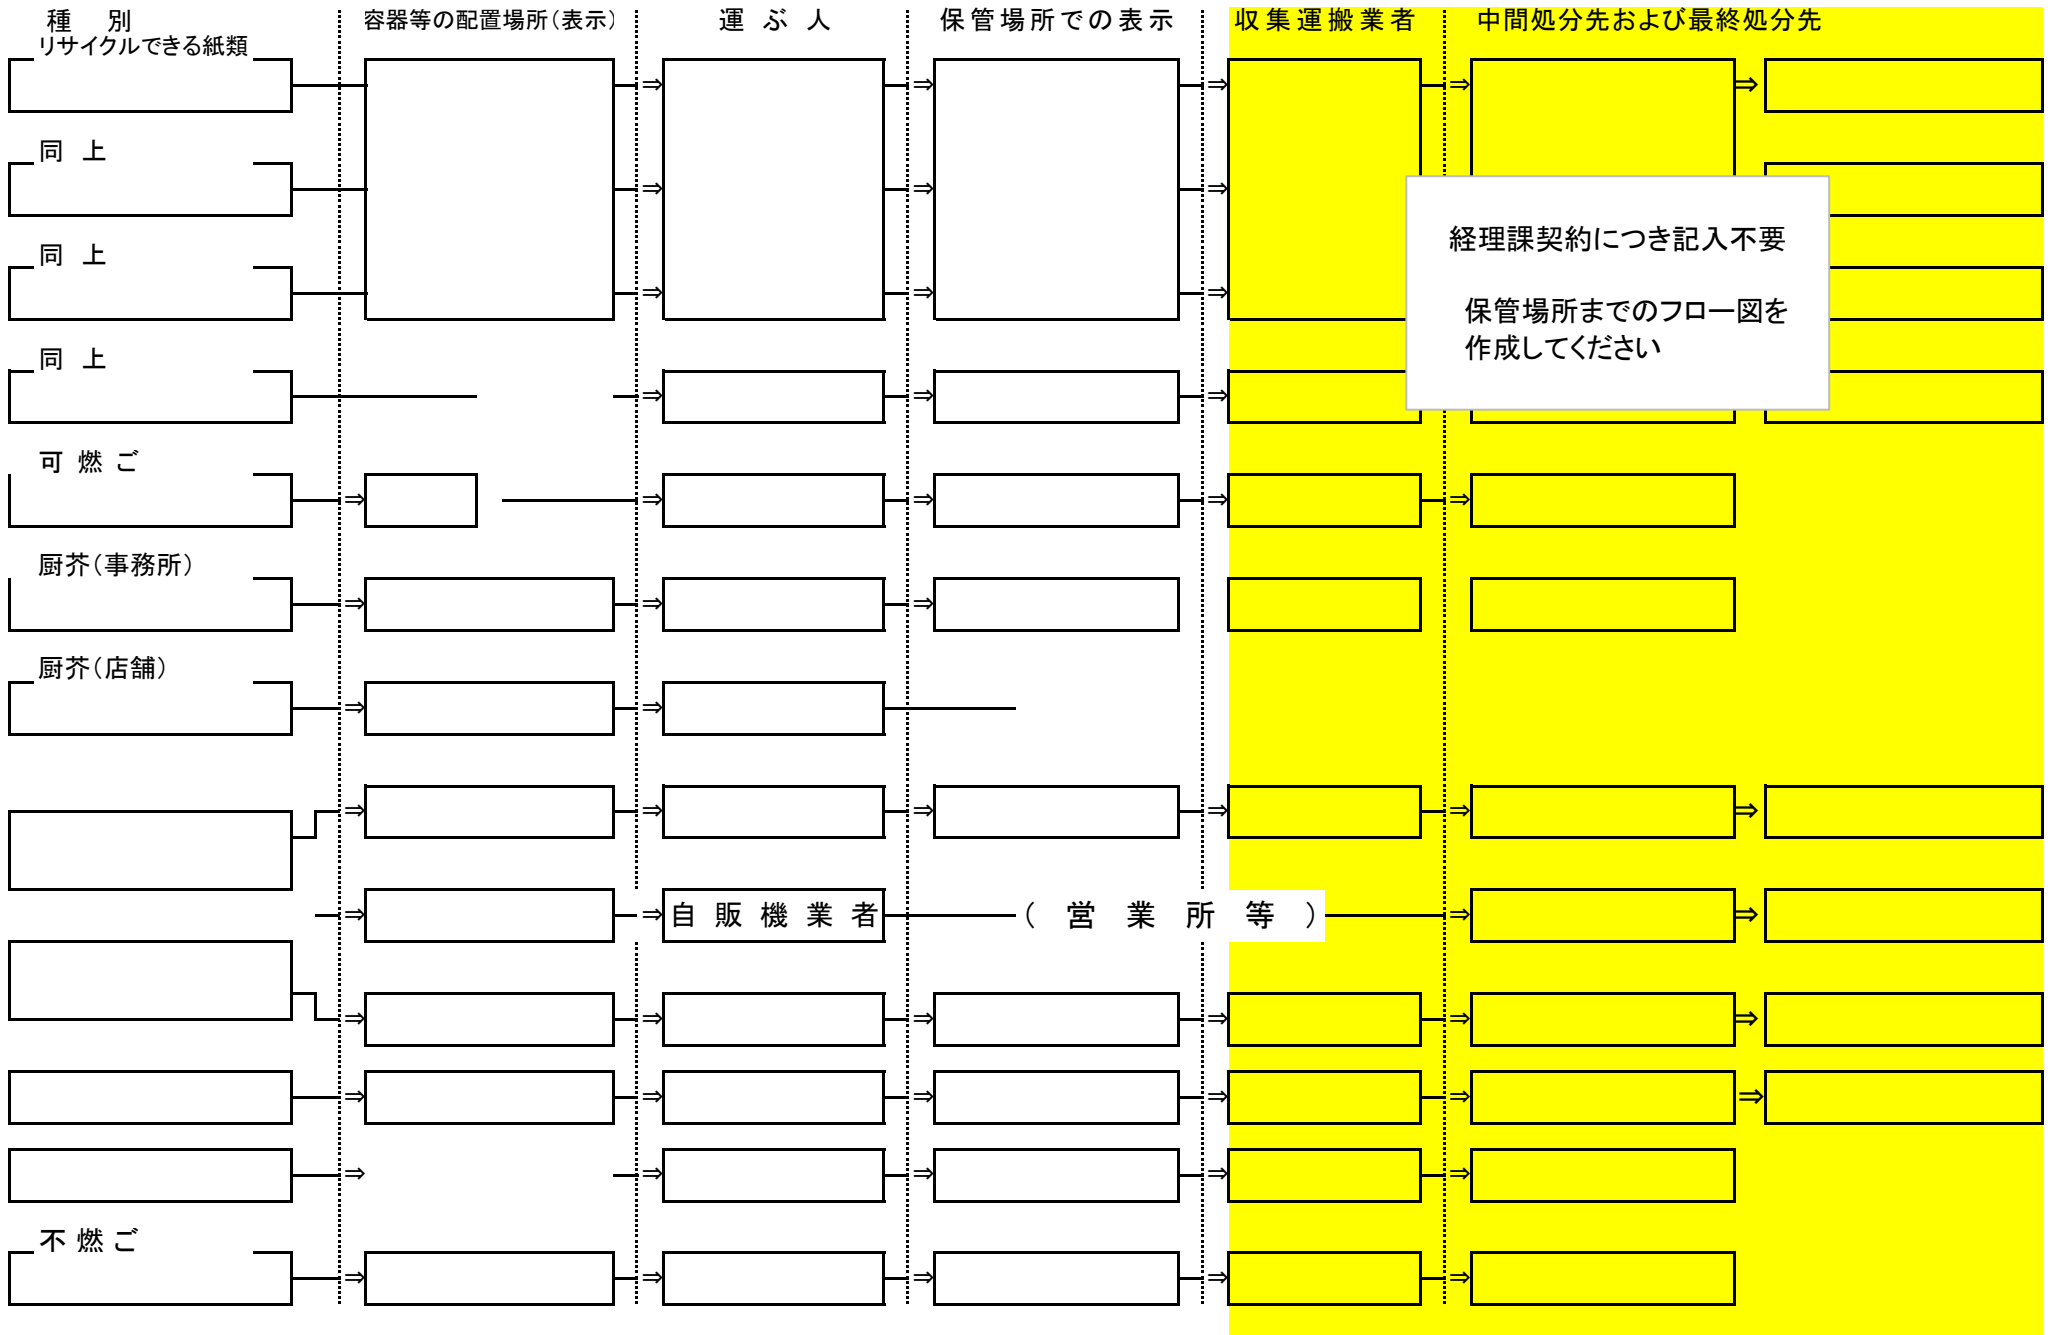 種　別
容器等の配置場所（表示）
運 ぶ 人
保管場所での表示
収集運搬業者
中間処分先および最終処分先
リサイクルできる紙類
⇒ ⇒ ⇒ ⇒ ⇒
同 上
⇒ ⇒ ⇒
同 上
⇒ ⇒ ⇒
経理課契約につき記入不要
保管場所までのフロー図を
作成してください
同 上
⇒ ⇒ ⇒
可 燃 ご
⇒ ⇒ ⇒ ⇒ ⇒
厨芥（事務所）
⇒ ⇒ ⇒
厨芥（店舗）
⇒ ⇒
⇒ ⇒ ⇒ ⇒ ⇒ ⇒
⇒ ⇒ 自 販 機 業 者 （ 営 業 所 等 ） ⇒ ⇒
⇒ ⇒ ⇒ ⇒ ⇒ ⇒
⇒ ⇒ ⇒ ⇒ ⇒ ⇒
⇒ ⇒ ⇒ ⇒ ⇒
不 燃 ご
⇒ ⇒ ⇒ ⇒ ⇒